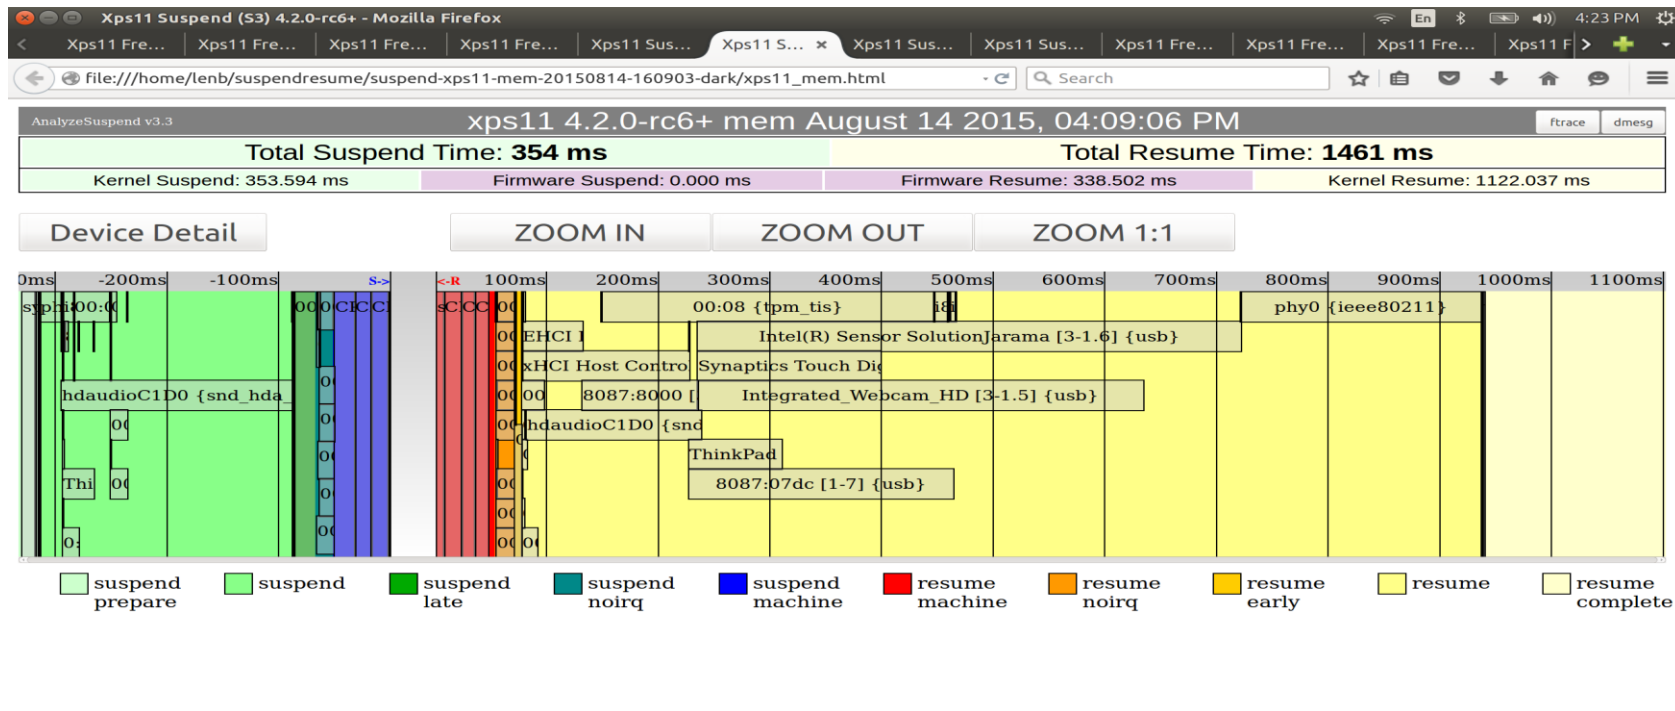 Xps11 Suspend (S3) 4.2.0-rc6+ - Mozilla Firefox
En 4:23 PM
Xps11 Fre... Xps11 Fre... Xps11 Fre... Xps11 Fre... Xps11 Sus... Xps11 S... × Xps11 Sus... Xps11 Sus... Xps11 Fre... Xps11 Fre... Xps11 Fre... Xps11 F
file:///home/lenb/suspendresume/suspend-xps11-mem-20150814-160903-dark/xps11_mem.html Search
AnalyzeSuspend v3.3 xps11 4.2.0-rc6+ mem August 14 2015, 04:09:06 PM ftrace dmesg
Total Suspend Time: 354 ms Total Resume Time: 1461 ms
Kernel Suspend: 353.594 ms Firmware Suspend: 0.000 ms Firmware Resume: 338.502 ms Kernel Resume: 1122.037 ms
Device Detail ZOOM IN ZOOM OUT ZOOM 1:1
0ms -200ms -100ms S-> <-R 100ms 200ms 300ms 400ms 500ms 600ms 700ms 800ms 900ms 1000ms 1100ms
00:08 {tpm_tis} phy0 {ieee80211}
EHCI Intel(R) Sensor SolutionJarama [3-1.6] {usb}
xHCI Host Contro Synaptics Touch Dig
hdaudioC1D0 {snd_hda_ 00 00 8087:8000 [ Integrated_Webcam_HD [3-1.5] {usb}
hdaudioC1D0 {snd
ThinkPad
Thi 8087:07dc [1-7] {usb}
suspend prepare
suspend
suspend late
suspend noirq
suspend machine
resume machine
resume noirq
resume early
resume
resume complete